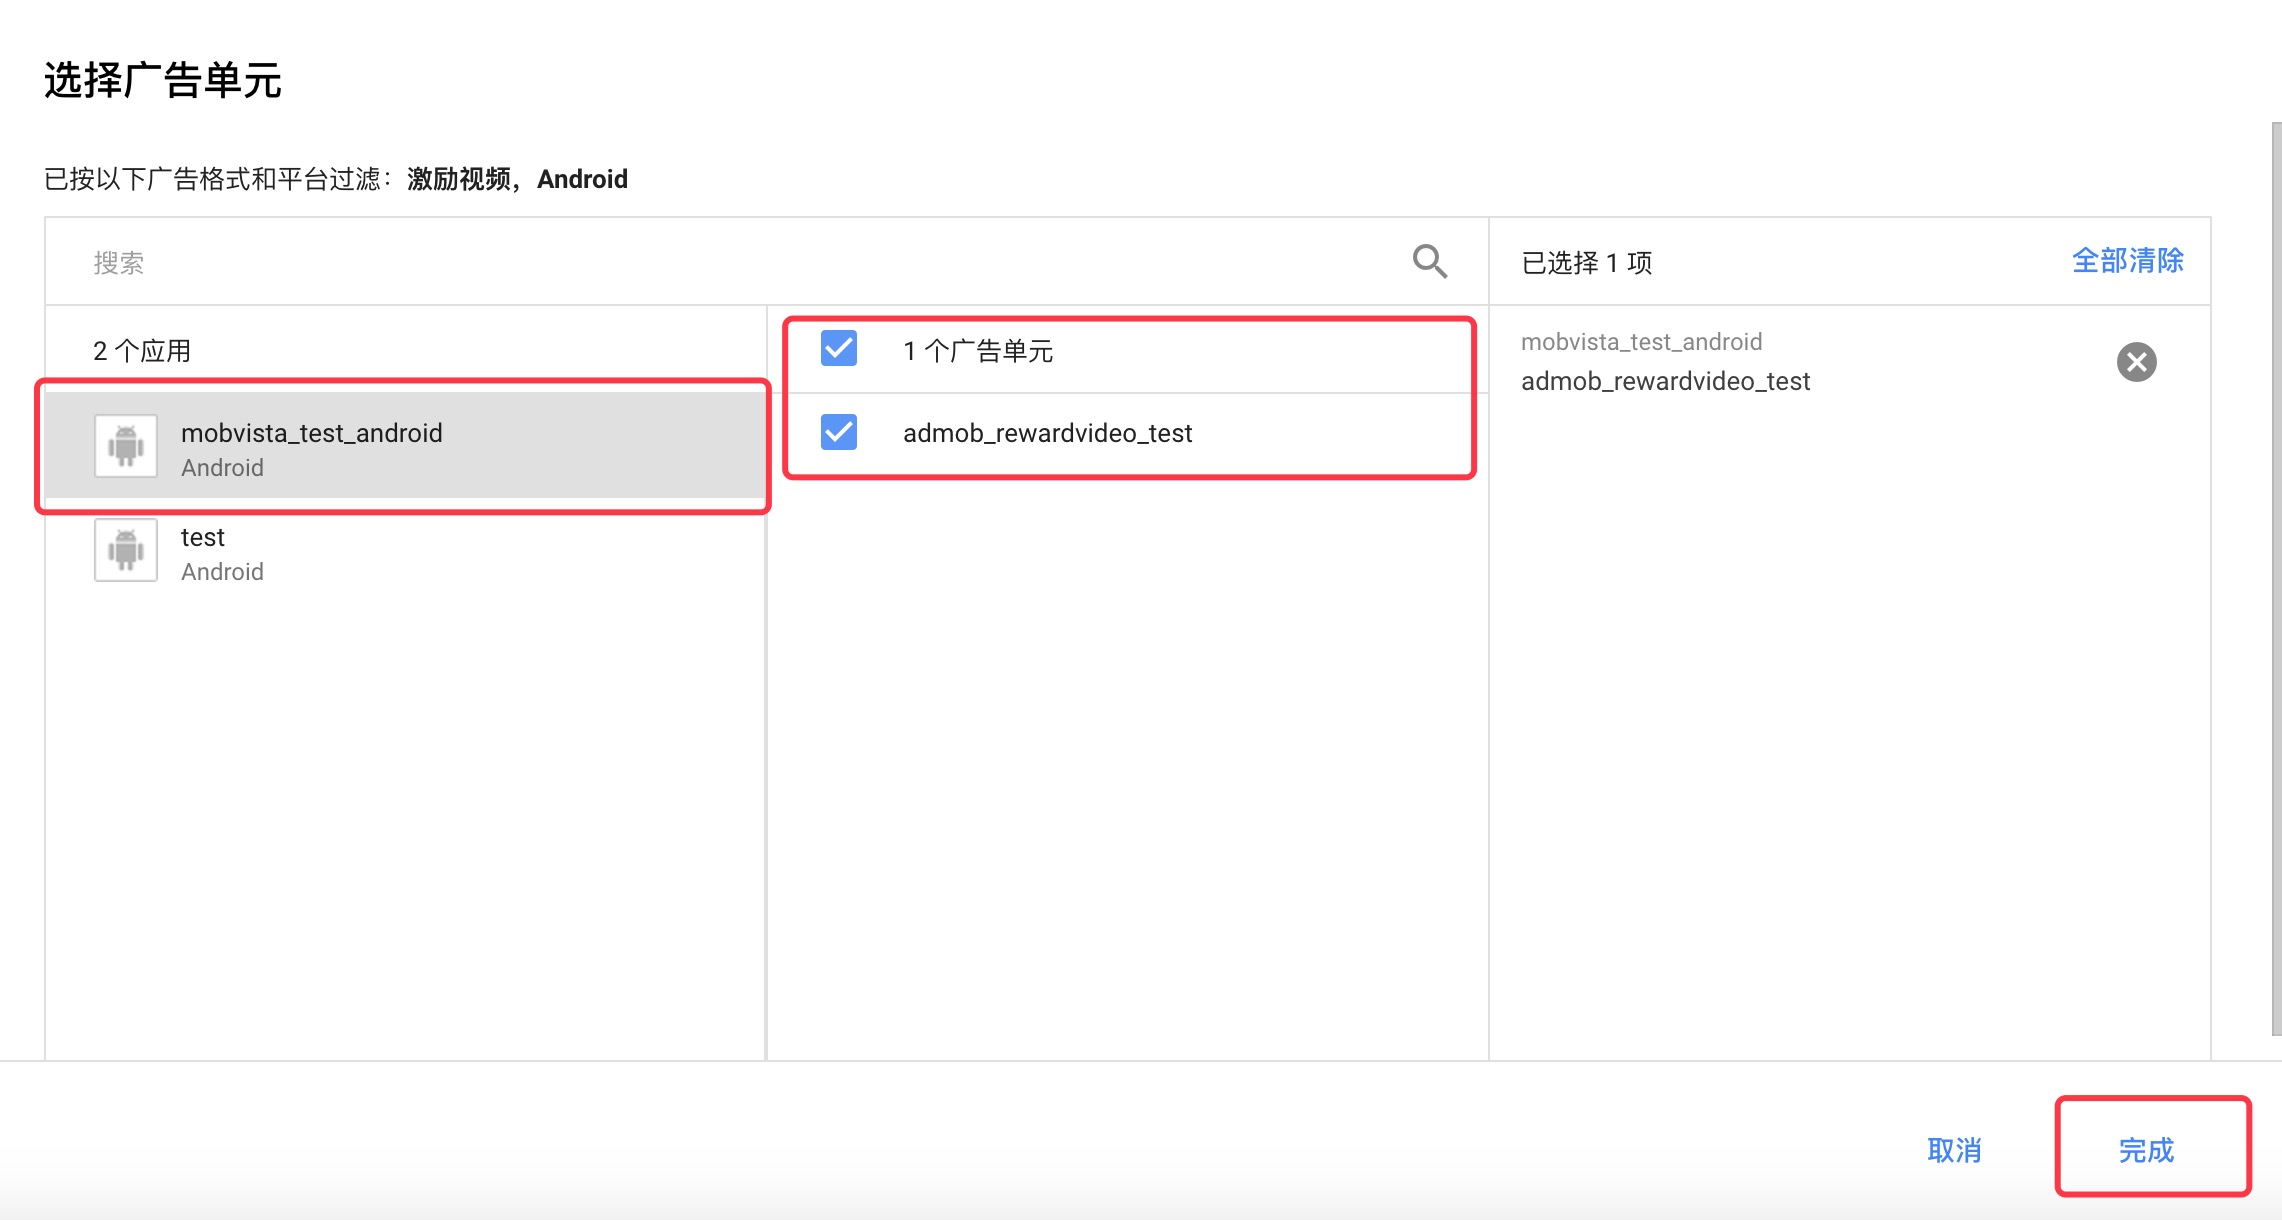 选择广告单元
已按以下广告格式和平台过滤：激励视频，Android
搜索
已选择 1 项
全部清除
2 个应用
mobvista_test_android
Android
test
Android
1 个广告单元
admob_rewardvideo_test
mobvista_test_android
admob_rewardvideo_test
取消
完成